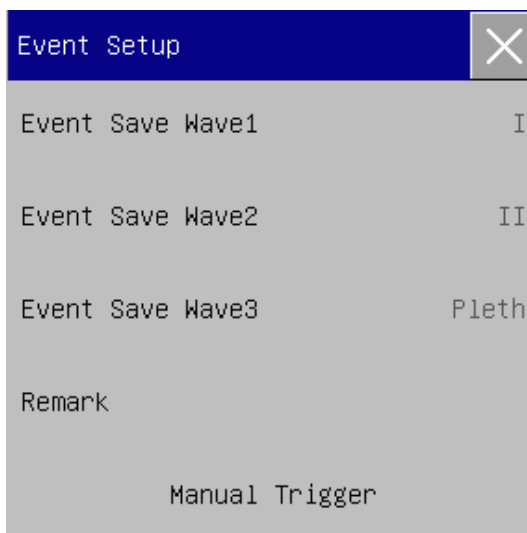 Event Setup
Event Save Wave1 I
Event Save Wave2 II
Event Save Wave3 Pleth
Remark
Manual Trigger